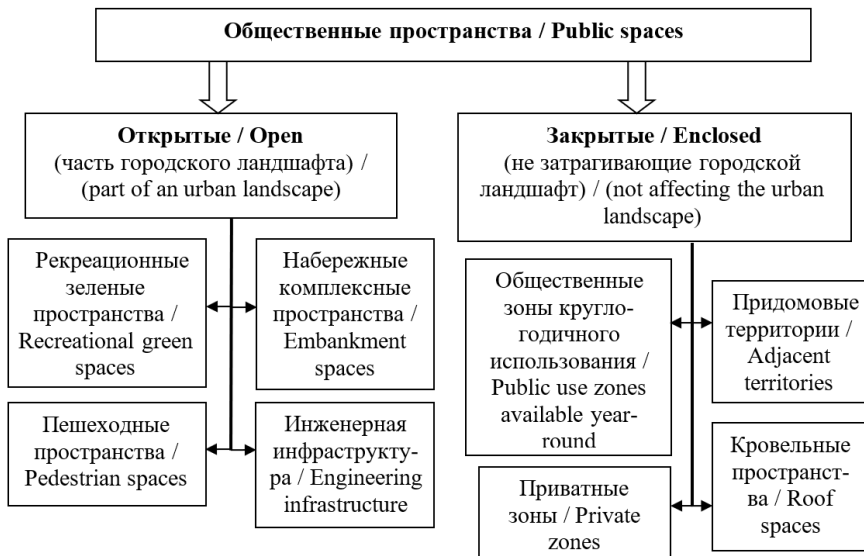 Общественные пространства / Public spaces
Открытые / Open
(часть городского ландшафта) /
(part of an urban landscape)
Закрытые / Enclosed
(не затрагивающие городской
ландшафт) / (not affecting the urban
landscape)
Рекреационные
зеленые
пространства /
Recreational green
spaces
Набережные
комплексные
пространства /
Embankment
spaces
Общественные
зоны кругло-
годичного
использования /
Public use zones
available year-
round
Придомовые
территории /
Adjacent
territories
Пешеходные
пространства /
Pedestrian spaces
Инженерная
инфраструкту-
ра / Engineering
infrastructure
Приватные
зоны / Private
zones
Кровельные
пространст-
ва / Roof
spaces